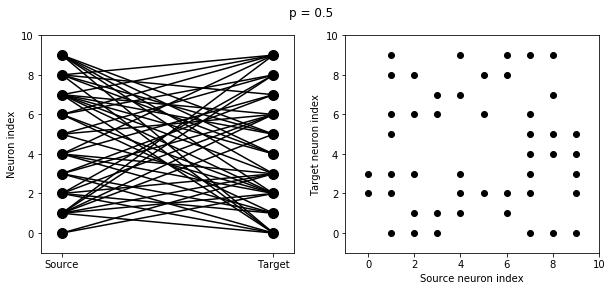 p = 0.5
Neuron index
10
8
6
4
2
0
Source
Target
Target neuron index
10
8
6
4
2
0
0 2 4 6 8 10
Source neuron index